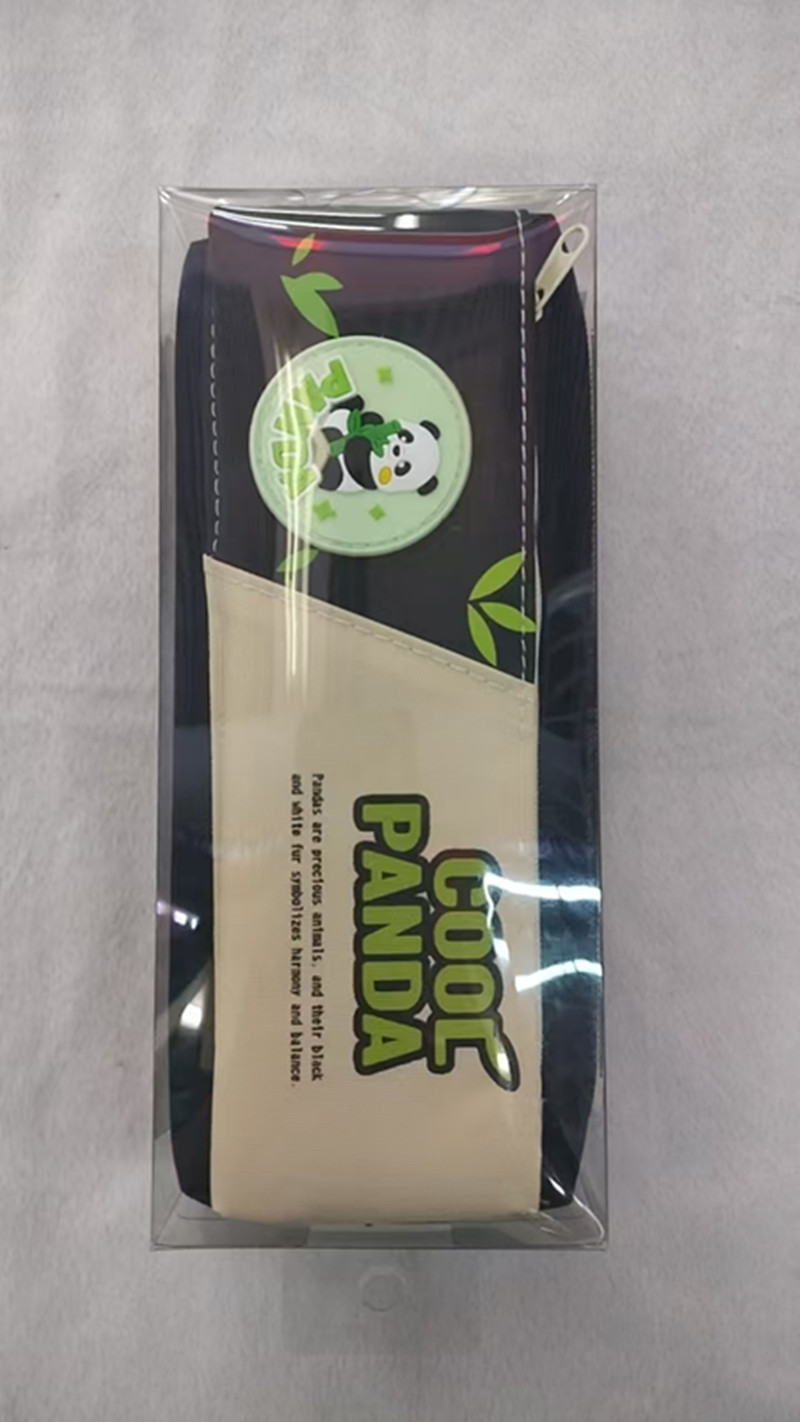 PANDA
COOL
PANDA
Pandas are precious animals, and their black
and white fur symbolizes harmony and balance.